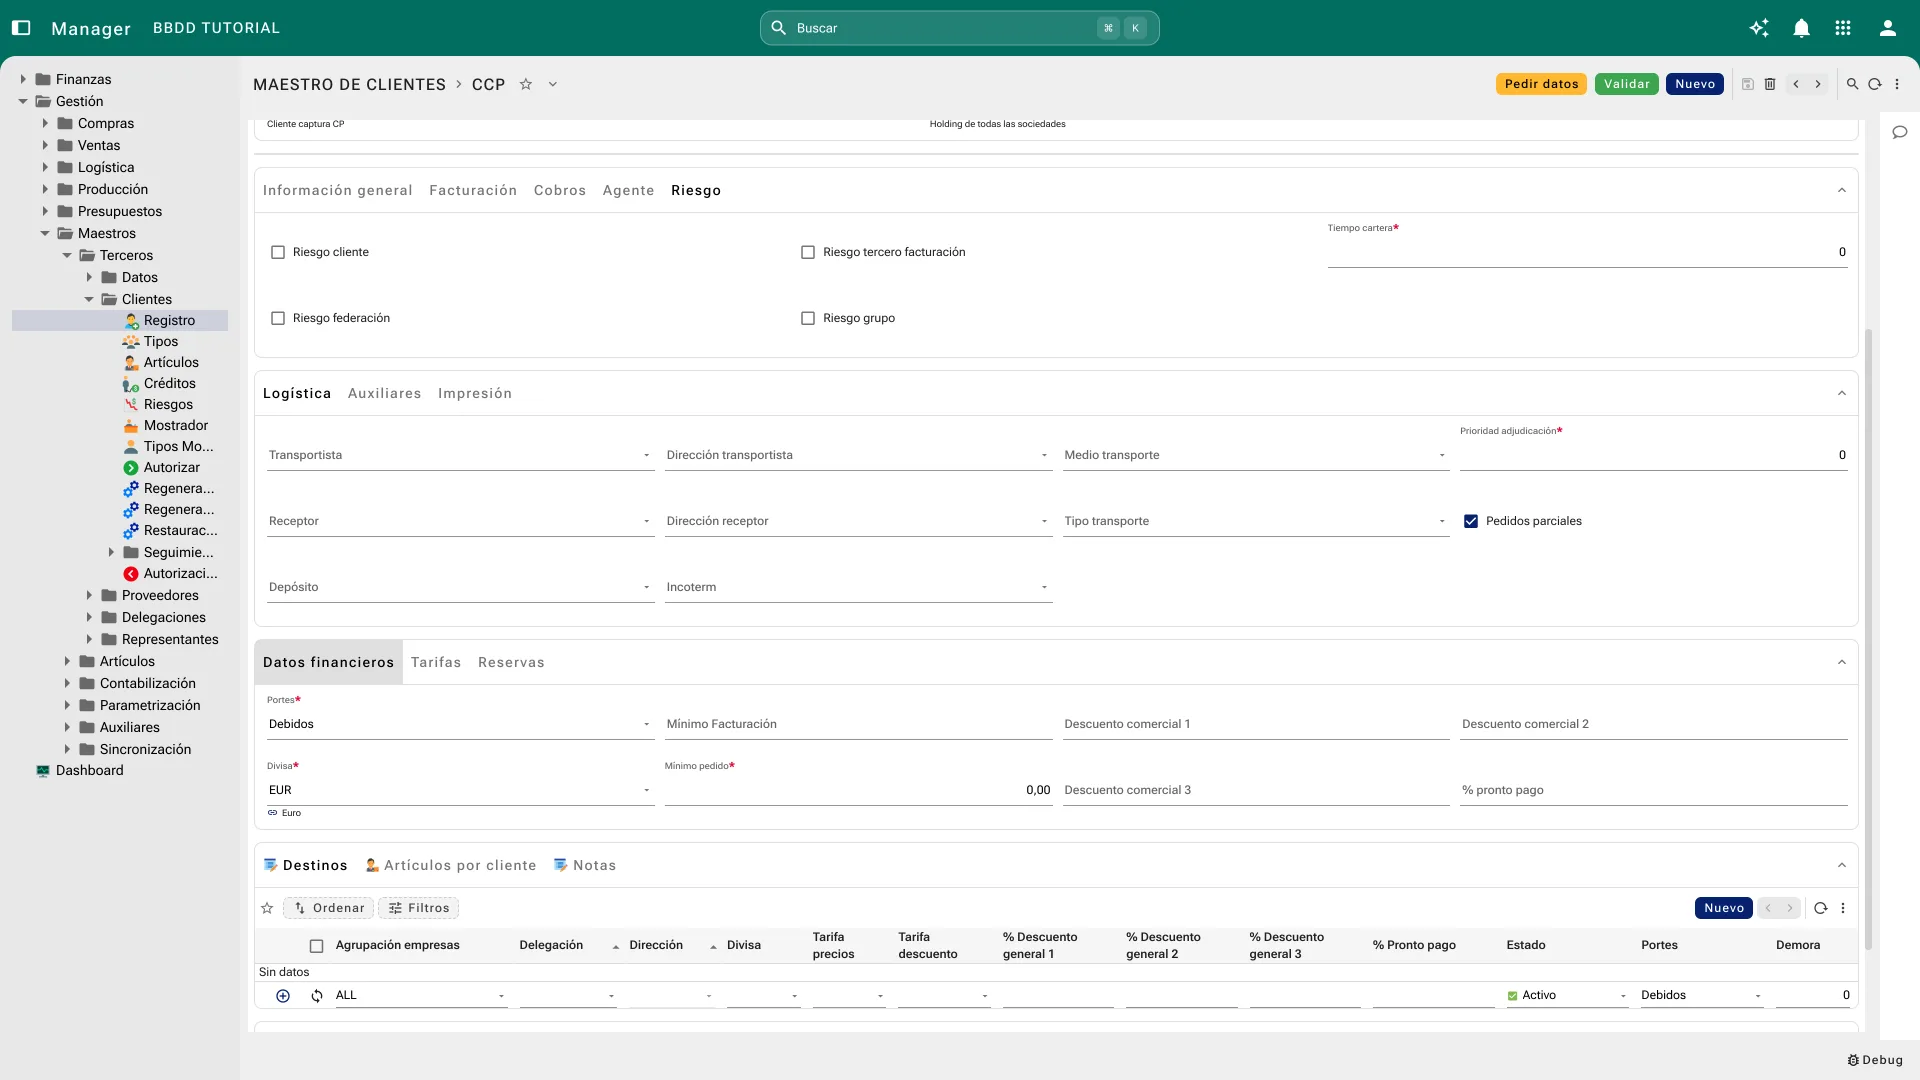 Manager BBDD TUTORIAL Buscar ⌘ K
Finanzas
Gestión
Compras
Ventas
Logística
Producción
Presupuestos
Maestros
Terceros
Datos
Clientes
Registro
Tipos
Artículos
Créditos
Riesgos
Mostrador
Tipos Mo...
Autorizar
Regenera...
Regenera...
Restaurac...
Seguimie...
Autorizaci...
Proveedores
Delegaciones
Representantes
Artículos
Contabilización
Parametrización
Auxiliares
Sincronización
Dashboard
MAESTRO DE CLIENTES > CCP
Pedir datos Validar Nuevo
Cliente captura CP Holding de todas las sociedades
Información general Facturación Cobros Agente Riesgo
Tiempo cartera*
Riesgo cliente Riesgo tercero facturación 0
Riesgo federación Riesgo grupo
Logística Auxiliares Impresión
Prioridad adjudicación*
Transportista Dirección transportista Medio transporte 0
Receptor Dirección receptor Tipo transporte Pedidos parciales
Depósito Incoterm
Datos financieros Tarifas Reservas
Portes*
Debidos Mínimo Facturación Descuento comercial 1 Descuento comercial 2
Divisa* Mínimo pedido*
EUR 0,00 Descuento comercial 3 % pronto pago
Euro
Destinos Artículos por cliente Notas
Ordenar Filtros Nuevo
Agrupación empresas Delegación Dirección Divisa Tarifa precios Tarifa descuento % Descuento general 1 % Descuento general 2 % Descuento general 3 % Pronto pago Estado Portes Demora
Sin datos
ALL Activo Debidos 0
Debug